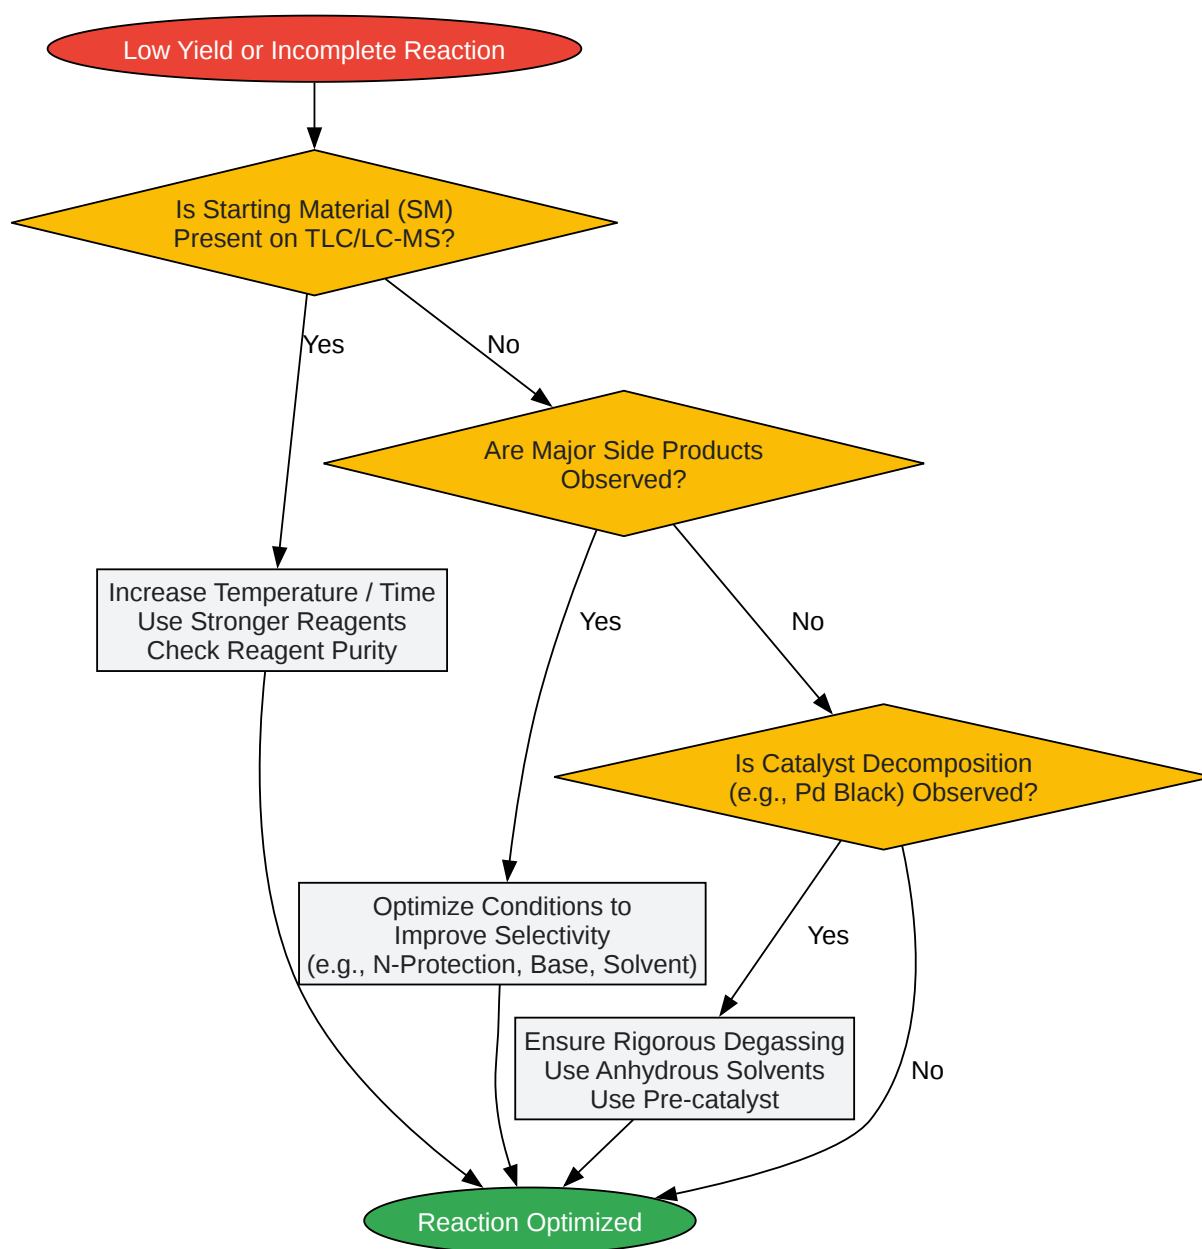 Low Yield or Incomplete Reaction
Is Starting Material (SM)
Present on TLC/LC-MS?
Yes
No
Are Major Side Products
Observed?
Increase Temperature / Time
Use Stronger Reagents
Check Reagent Purity
Yes
No
Is Catalyst Decomposition
(e.g., Pd Black) Observed?
Optimize Conditions to
Improve Selectivity
(e.g., N-Protection, Base, Solvent)
Yes
No
Ensure Rigorous Degassing
Use Anhydrous Solvents
Use Pre-catalyst
Reaction Optimized